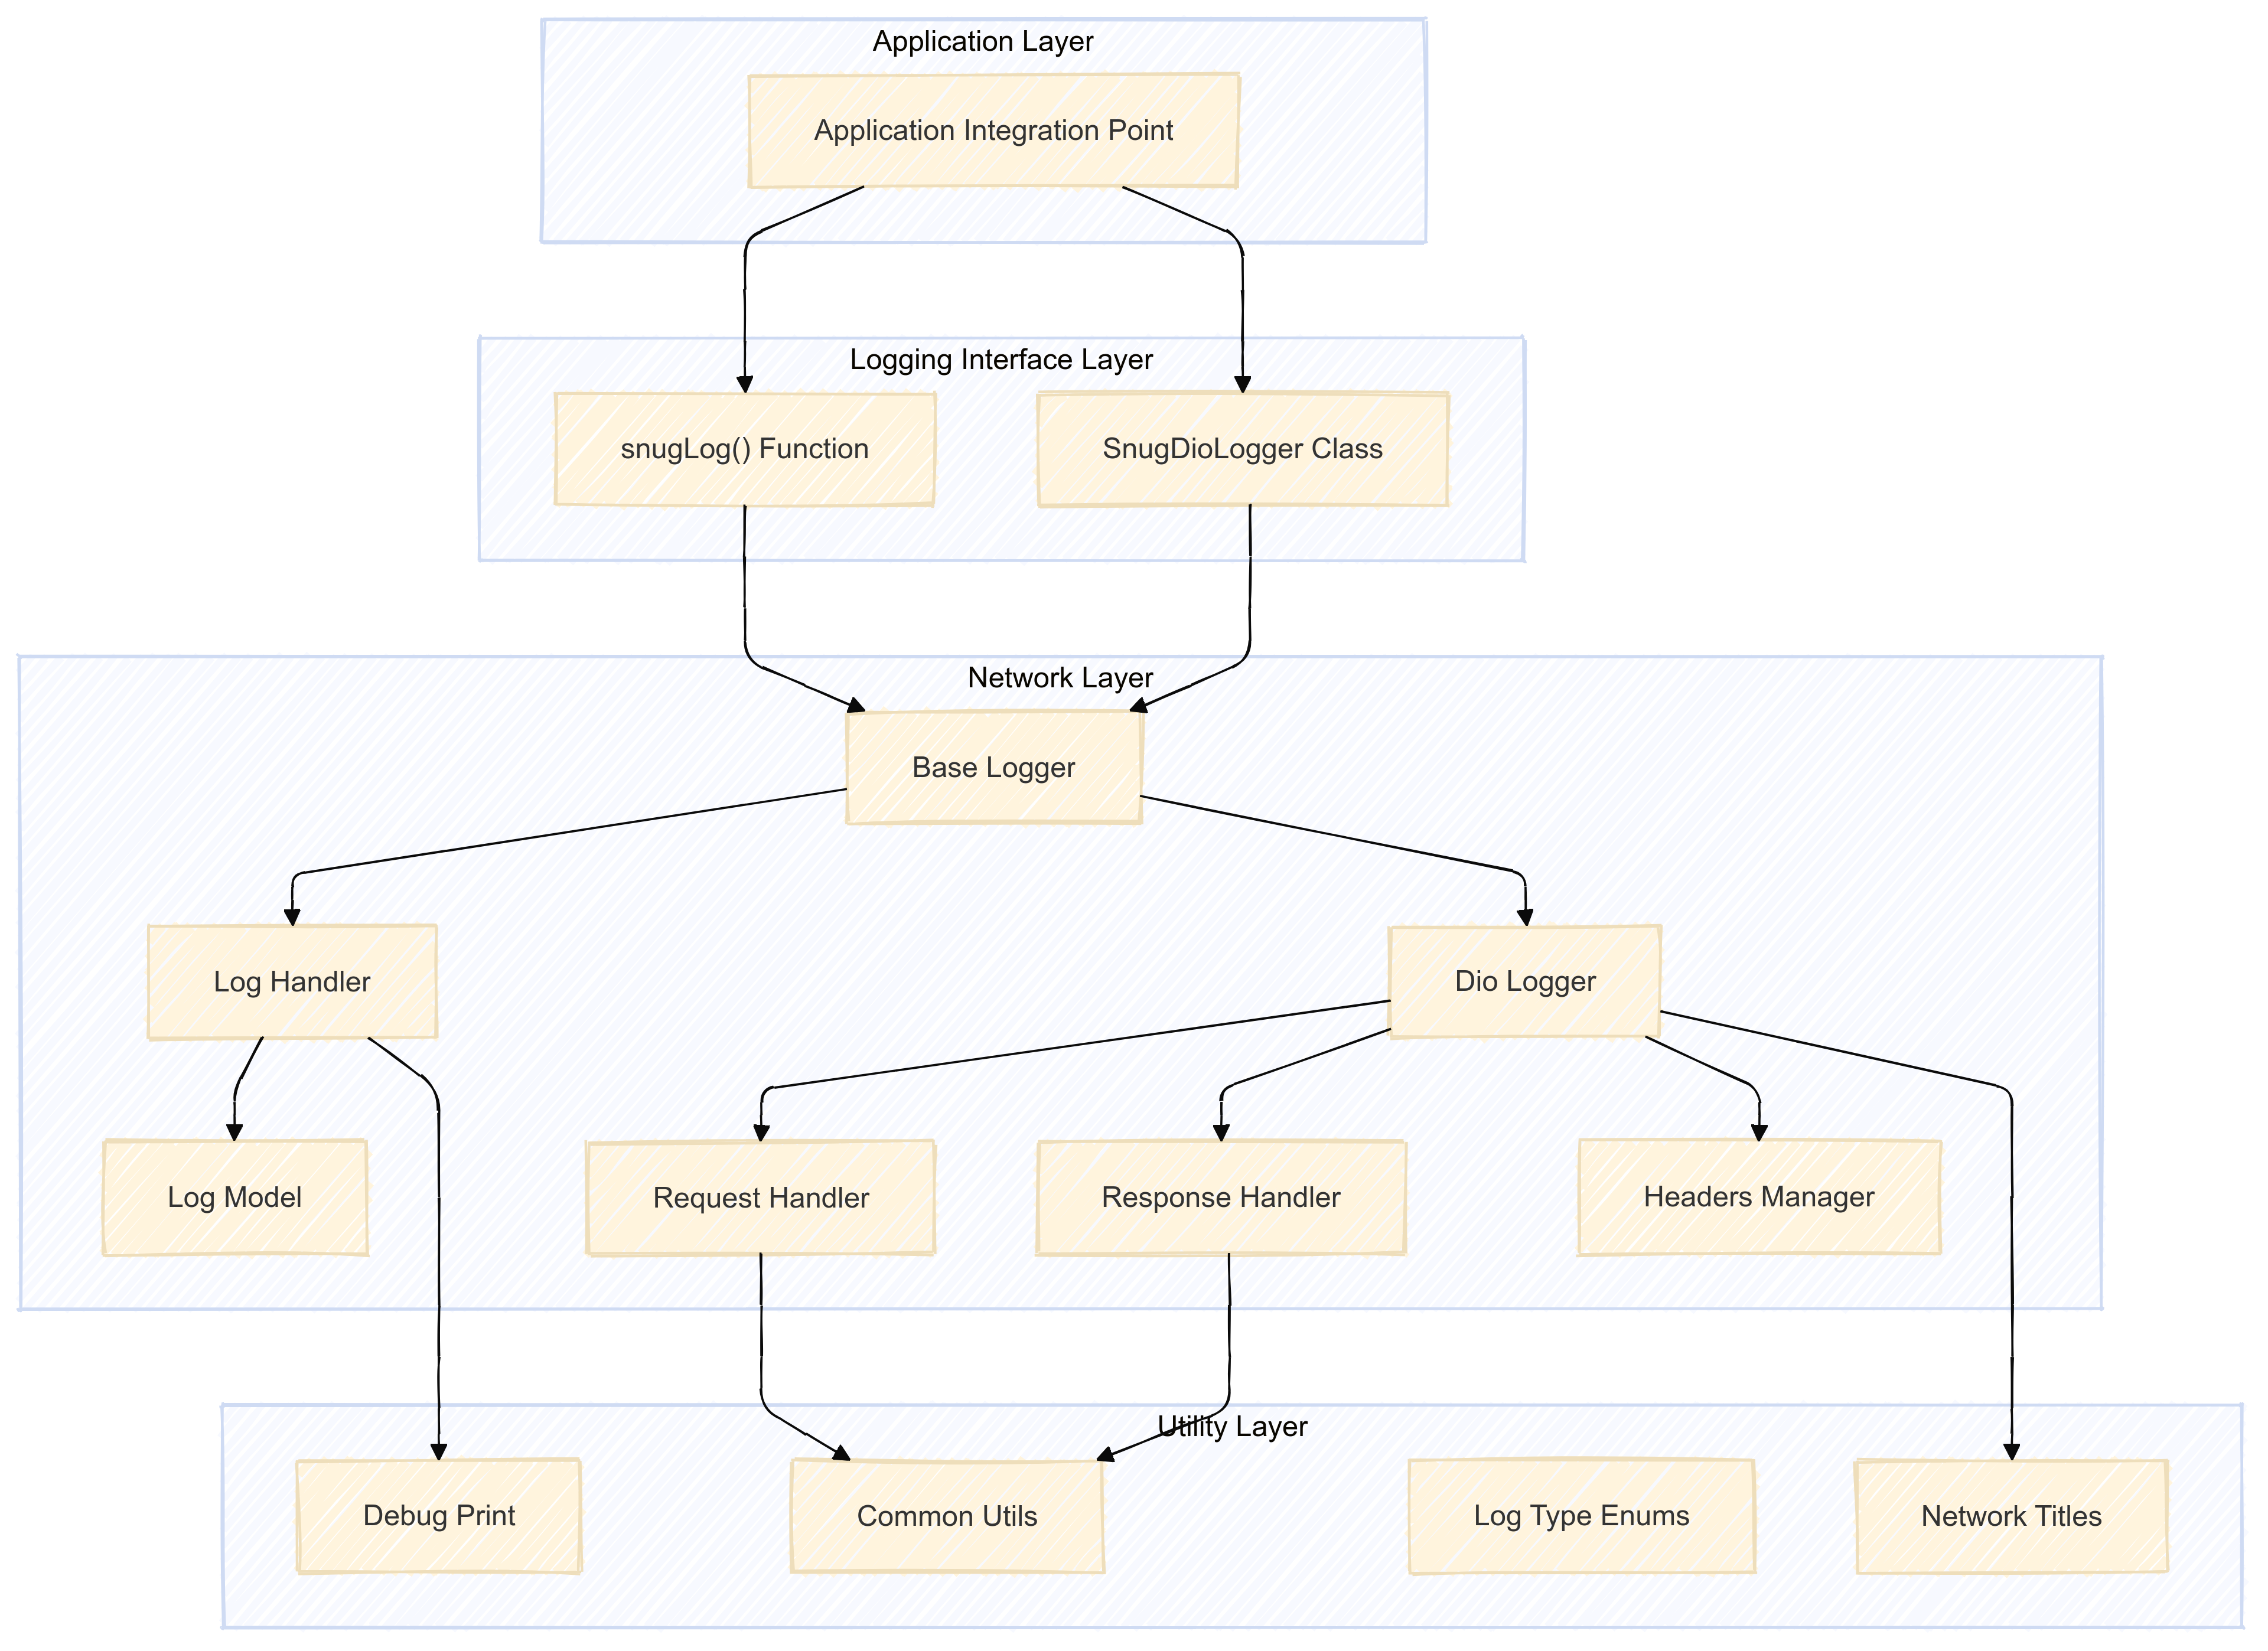 Application Layer
Application Integration Point
Logging Interface Layer
snugLog() Function
SnugDioLogger Class
Network Layer
Base Logger
Log Handler
Dio Logger
Log Model
Request Handler
Response Handler
Headers Manager
Utility Layer
Debug Print
Common Utils
Log Type Enums
Network Titles